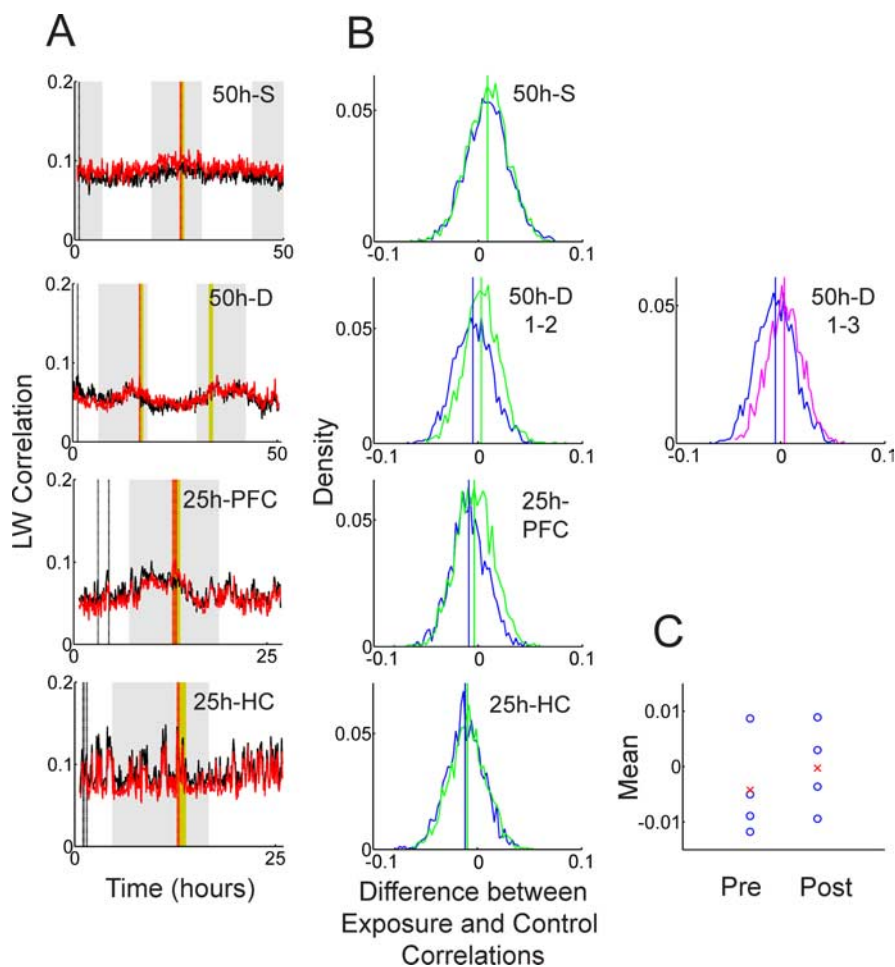 A
B
0.2
50h-S
0.1
0
0
50
0.05
50h-S
-0.1
0
0.1
0.2
50h-D
0.1
0
0
50
0.05
50h-D
1-2
-0.1
0
0.1
0.05
50h-D
1-3
-0.1
0
0.1
LW Correlation
Density
0.2
25h-PFC
0.1
0
0
25
0.05
25h-
PFC
-0.1
0
0.1
0.2
25h-HC
0.1
0
0
25
Time (hours)
0.05
25h-HC
-0.1
0
0.1
Difference between
Exposure and Control
Correlations
C
0.01
0
-0.01
Mean
Pre
Post